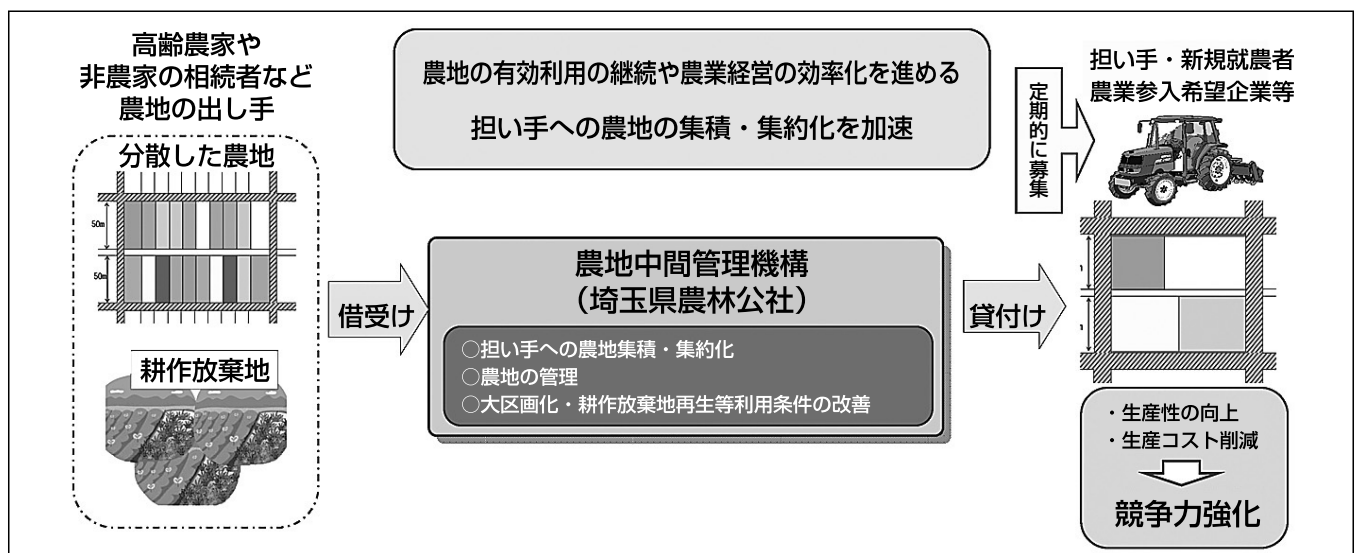 高齢農家や
非農家の相続者など
農地の出し手
分散した農地
50m
50m
耕作放棄地
農地の有効利用の継続や農業経営の効率化を進める
担い手への農地の集積・集約化を加速
借受け
農地中間管理機構
（埼玉県農林公社）
○担い手への農地集積・集約化
○農地の管理
○大区画化・耕作放棄地再生等利用条件の改善
貸付け
定期的に募集
担い手・新規就農者
農業参入希望企業等
・生産性の向上
・生産コスト削減
競争力強化